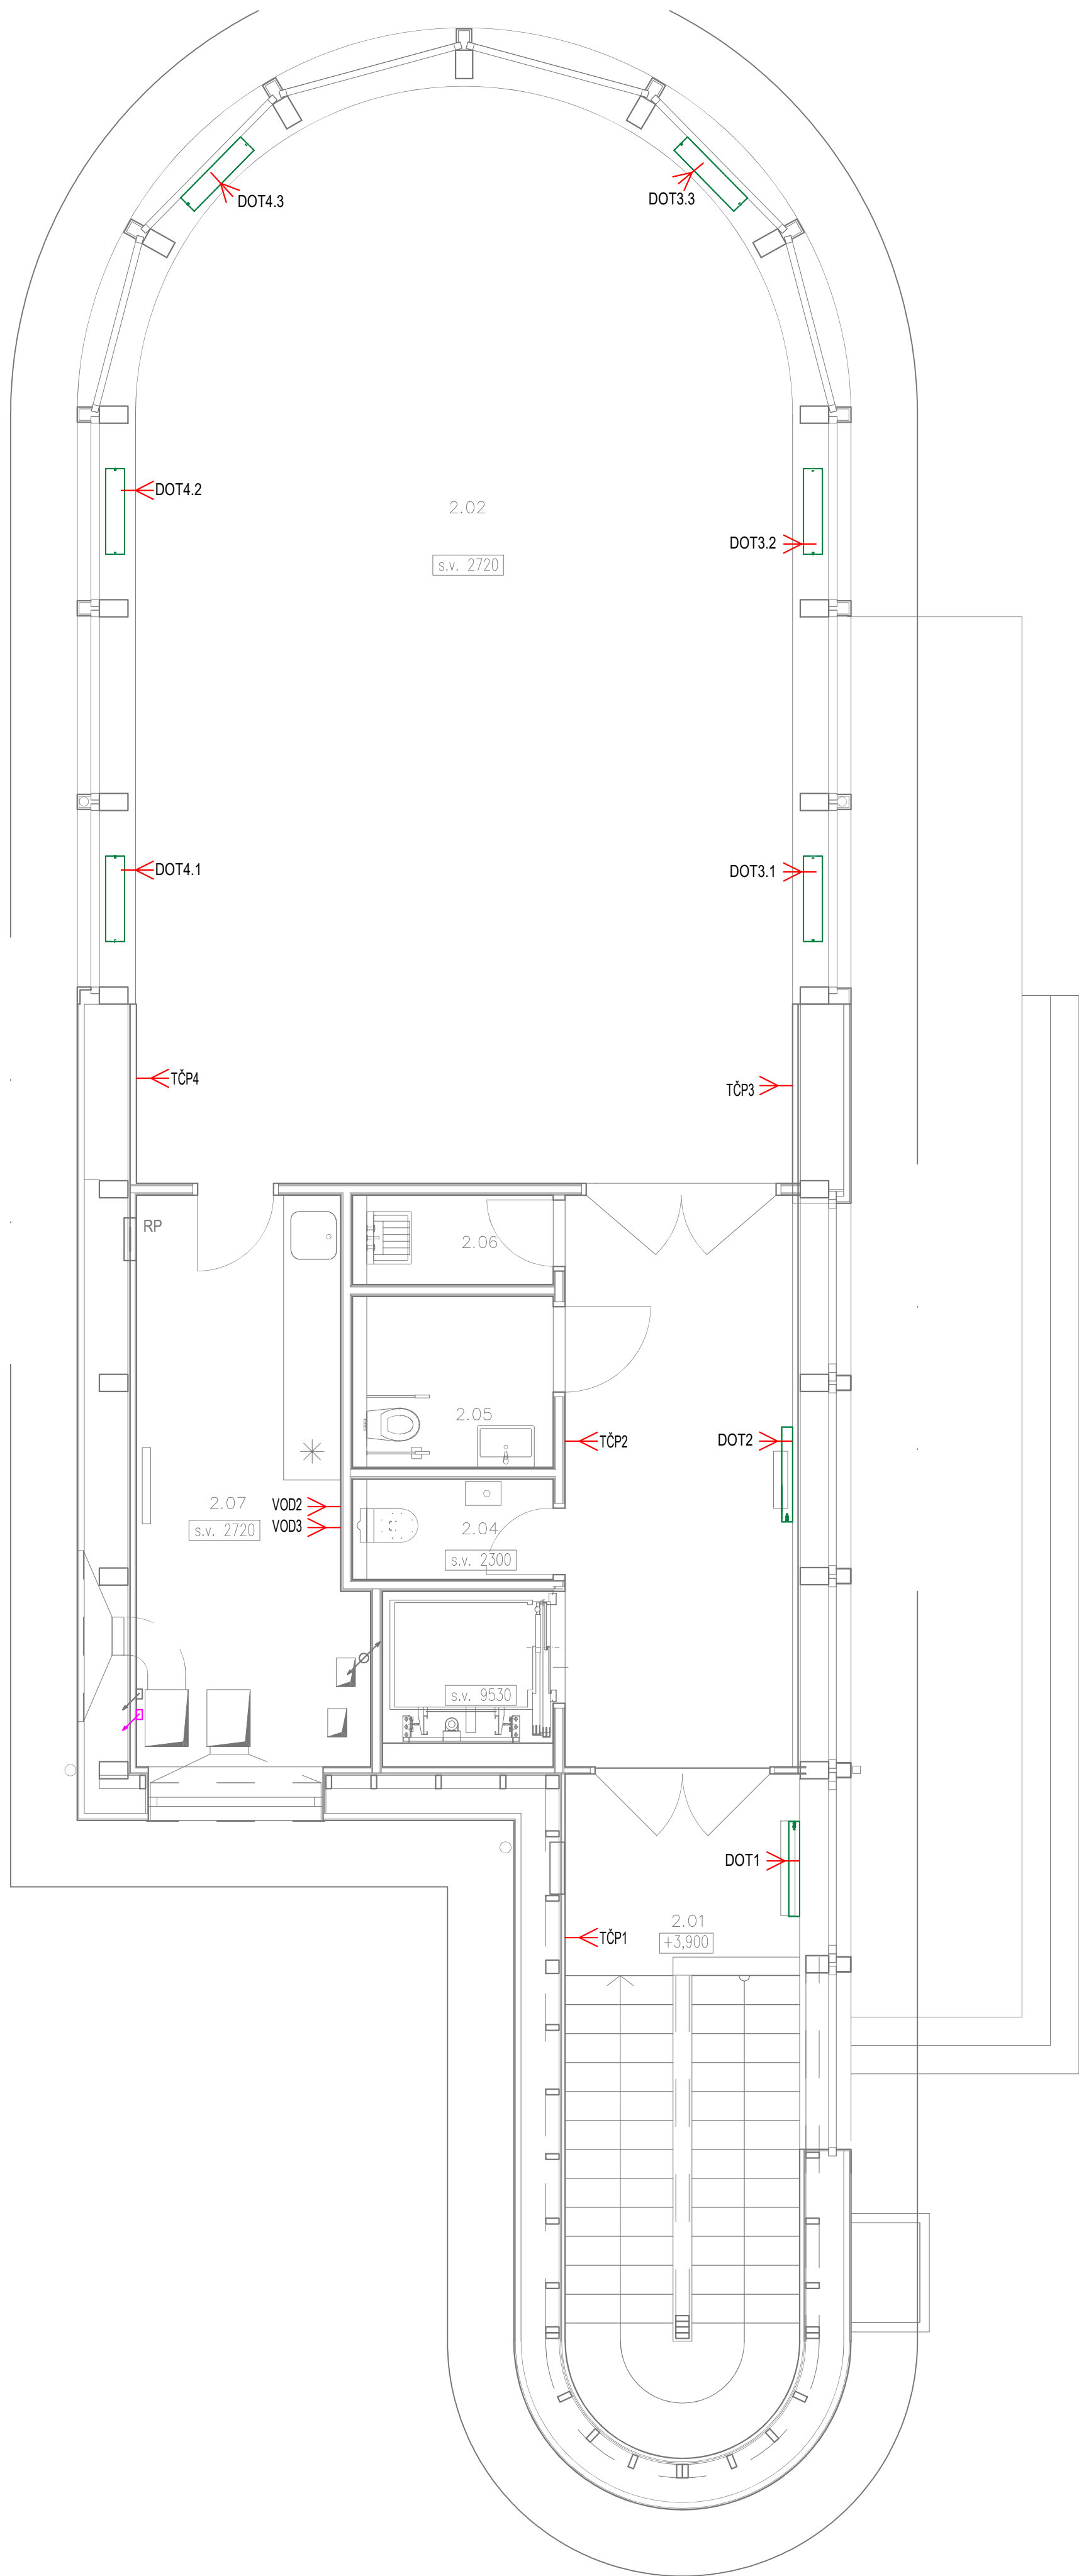 DOT4.3
DOT3.3
DOT4.2
2.02
DOT3.2
s.v. 2720
DOT4.1
DOT3.1
TČP4
TČP3
RP
2.06
2.05
TČP2
DOT2
2.07
VOD2
s.v. 2720
VOD3
2.04
s.v. 2300
s.v. 9530
DOT1
2.01
TČP1
+3,900